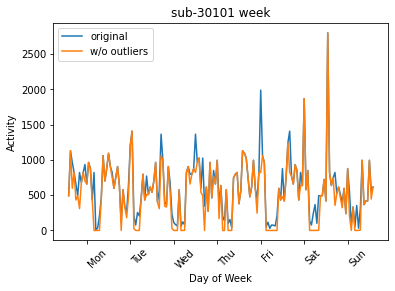 sub-30101 week
original
w/o outliers
Activity
2500
2000
1500
1000
500
0
Mon
Tue
Wed
Thu
Fri
Sat
Sun
Day of Week